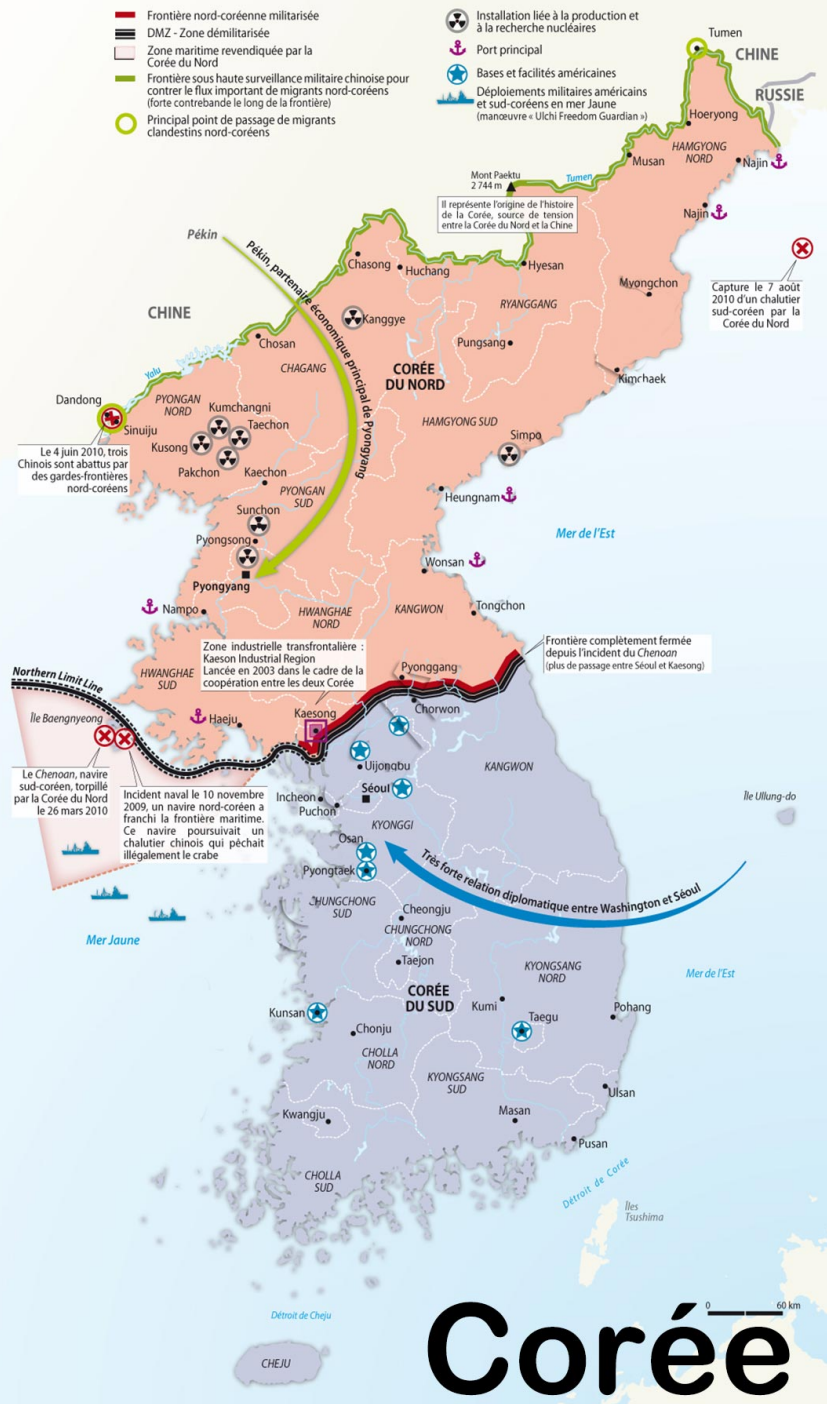 Frontière nord-coréenne militarisée
DMZ - Zone démilitarisée
Zone maritime revendiquée par la
Corée du Nord
Frontière sous haute surveillance militaire chinoise pour
contrer le flux important de migrants nord-coréens
(forte contrebande le long de la frontière)
Principal point de passage de migrants
clandestins nord-coréens
Installation liée à la production et
à la recherche nucléaires
Port principal
Bases et facilités américaines
Déploiements militaires américains
et sud-coréens en mer Jaune
(manœuvre « Ulchi Freedom Guardian »)
Tumen
CHINE
RUSSIE
Hoeryong
HAMGYONG
NORD
Musan
Najin
Mont Paektu
2 744 m
Tumen
Il représente l'origine de l'histoire
de la Corée, source de tension
entre la Corée du Nord et la Chine
Najin
Pékin
Pékin, partenaire économique principal de Pyongyang
Chasong
Huchang
Hyesan
Myongchon
Capture le 7 août
2010 d'un chalutier
sud-coréen par la
Corée du Nord
RYANGGANG
CHINE
Kanggye
Chosan
Pungsang
CHAGANG
CORÉE
DU NORD
Yalu
Kimchaek
Dandong
PYONGAN
NORD
Kumchangni
Taechon
HAMGYONG SUD
Sinuiju
Kusong
Simpo
Le 4 juin 2010, trois
Chinois sont abattus par
des gardes-frontières
nord-coréens
Pakchon
Kaechon
PYONGAN
SUD
Heungnam
Sunchon
Mer de l'Est
Pyongsong
Wonsan
Pyongyang
Nampo
HWANGHAE
NORD
KANGWON
Tongchon
Zone industrielle transfrontalière :
Kaeson Industrial Region
Lancée en 2003 dans le cadre de la
coopération entre les deux Corée
Frontière complètement fermée
depuis l'incident du Chenoan
(plus de passage entre Séoul et Kaesong)
Northern Limit Line
HWANGHAE
SUD
Pyonggang
Île Baengnyeong
Haeju
Kaesong
Chorwon
Le Chenoan, navire
sud-coréen, torpillé
par la Corée du Nord
le 26 mars 2010
Incident naval le 10 novembre
2009, un navire nord-coréen a
franchi la frontière maritime.
Ce navire poursuivait un
chalutier chinois qui pêchait
illégalement le crabe
Uijongbu
KANGWON
Séoul
Incheon
Puchon
Île Ullung-do
KYONGGI
Osan
Pyongtaek
Très forte relation diplomatique entre Washington et Séoul
CHUNGCHONG
SUD
Cheongju
CHUNGCHONG
NORD
Mer Jaune
Taejon
KYONGSANG
NORD
Mer de l'Est
CORÉE
DU SUD
Kumi
Kunsan
Taegu
Pohang
Chonju
CHOLLA
NORD
KYONGSANG
SUD
Ulsan
Kwangju
Masan
Pusan
CHOLLA
SUD
Détroit de Corée
Îles
Tsushima
Détroit de Cheju
0 60 km
CHEJU
Corée